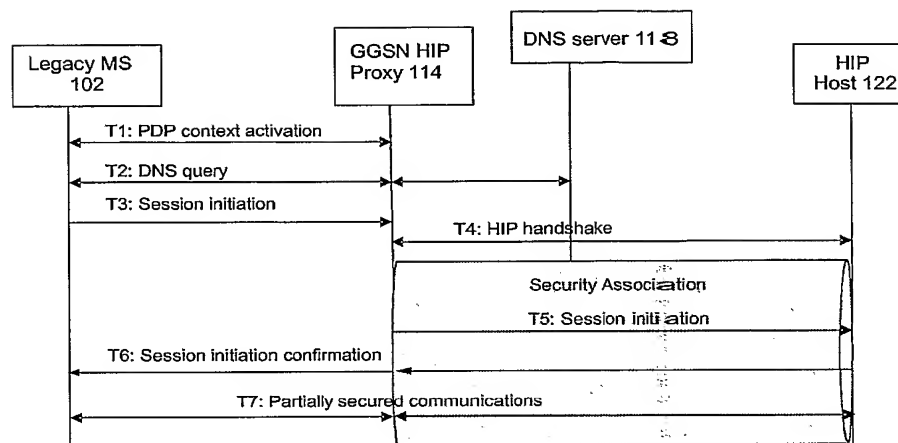 Legacy MS
102
GGSN HIP
Proxy 114
DNS server 118
HIP
Host 122
T1: PDP context activation
T2: DNS query
T3: Session initiation
T4: HIP handshake
Security Association
T5: Session initiation
T6: Session initiation confirmation
T7: Partially secured communications